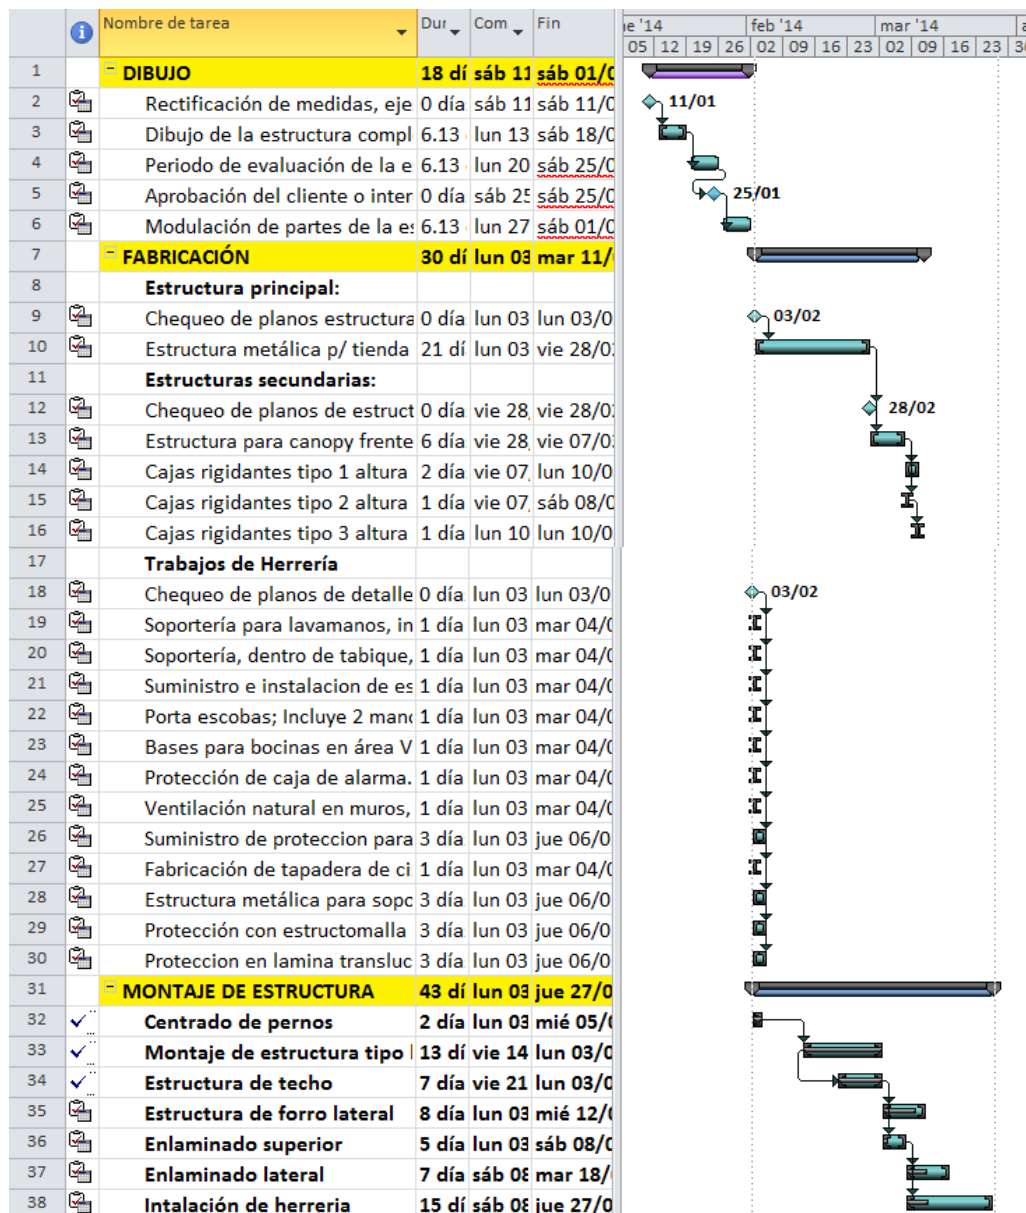 Nombre de tarea Dur Com Fin e '14 feb '14 mar '14
05 12 19 26 02 09 16 23 02 09 16 23 30
1 DIBUJO 18 dí sáb 11 sáb 01/0
2 Rectificación de medidas, eje 0 día sáb 11 sáb 11/0 11/01
3 Dibujo de la estructura compl 6.13 lun 13 sáb 18/0
4 Periodo de evaluación de la e 6.13 lun 20 sáb 25/0
5 Aprobación del cliente o inter 0 día sáb 25 sáb 25/0 25/01
6 Modulación de partes de la es 6.13 lun 27 sáb 01/0
7 FABRICACIÓN 30 dí lun 03 mar 11/
8 Estructura principal:
9 Chequeo de planos estructura 0 día lun 03 lun 03/0 03/02
10 Estructura metálica p/ tienda 21 dí lun 03 vie 28/0
11 Estructuras secundarias:
12 Chequeo de planos de estruct 0 día vie 28 vie 28/0 28/02
13 Estructura para canopy frente 6 día vie 28 vie 07/0
14 Cajas rigidantes tipo 1 altura 2 día vie 07 lun 10/0
15 Cajas rigidantes tipo 2 altura 1 día vie 07 sáb 08/0
16 Cajas rigidantes tipo 3 altura 1 día lun 10 lun 10/0
17 Trabajos de Herrería
18 Chequeo de planos de detalle 0 día lun 03 lun 03/0 03/02
19 Soportería para lavamanos, in 1 día lun 03 mar 04/0
20 Soportería, dentro de tabique, 1 día lun 03 mar 04/0
21 Suministro e instalacion de es 1 día lun 03 mar 04/0
22 Porta escobas; Incluye 2 mano 1 día lun 03 mar 04/0
23 Bases para bocinas en área V 1 día lun 03 mar 04/0
24 Protección de caja de alarma. 1 día lun 03 mar 04/0
25 Ventilación natural en muros, 1 día lun 03 mar 04/0
26 Suministro de proteccion para 3 día lun 03 jue 06/0
27 Fabricación de tapadera de ci 1 día lun 03 mar 04/0
28 Estructura metálica para sopo 3 día lun 03 jue 06/0
29 Protección con estructomalla 3 día lun 03 jue 06/0
30 Proteccion en lamina transluc 3 día lun 03 jue 06/0
31 MONTAJE DE ESTRUCTURA 43 dí lun 03 jue 27/0
32 Centrado de pernos 2 día lun 03 mié 05/0
33 Montaje de estructura tipo 13 dí vie 14 lun 03/0
34 Estructura de techo 7 día vie 21 lun 03/0
35 Estructura de forro lateral 8 día lun 03 mié 12/0
36 Enlaminado superior 5 día lun 03 sáb 08/0
37 Enlaminado lateral 7 día sáb 08 mar 18/
38 Intalación de herreria 15 dí sáb 08 jue 27/0